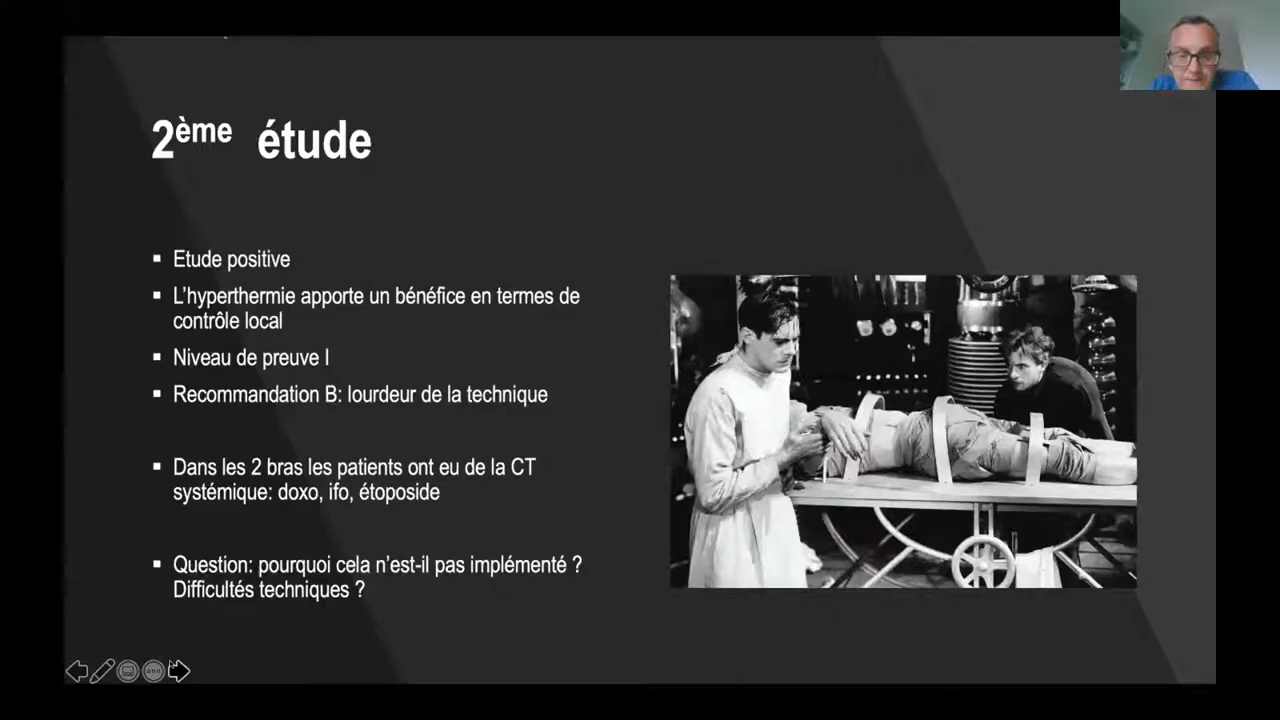 2ème étude
▪ Etude positive
▪ L'hyperthermie apporte un bénéfice en termes de
contrôle local
▪ Niveau de preuve I
▪ Recommandation B: lourdeur de la technique
▪ Dans les 2 bras les patients ont eu de la CT
systémique: doxo, ifo, étoposide
▪ Question: pourquoi cela n'est-il pas implémenté ?
Difficultés techniques ?